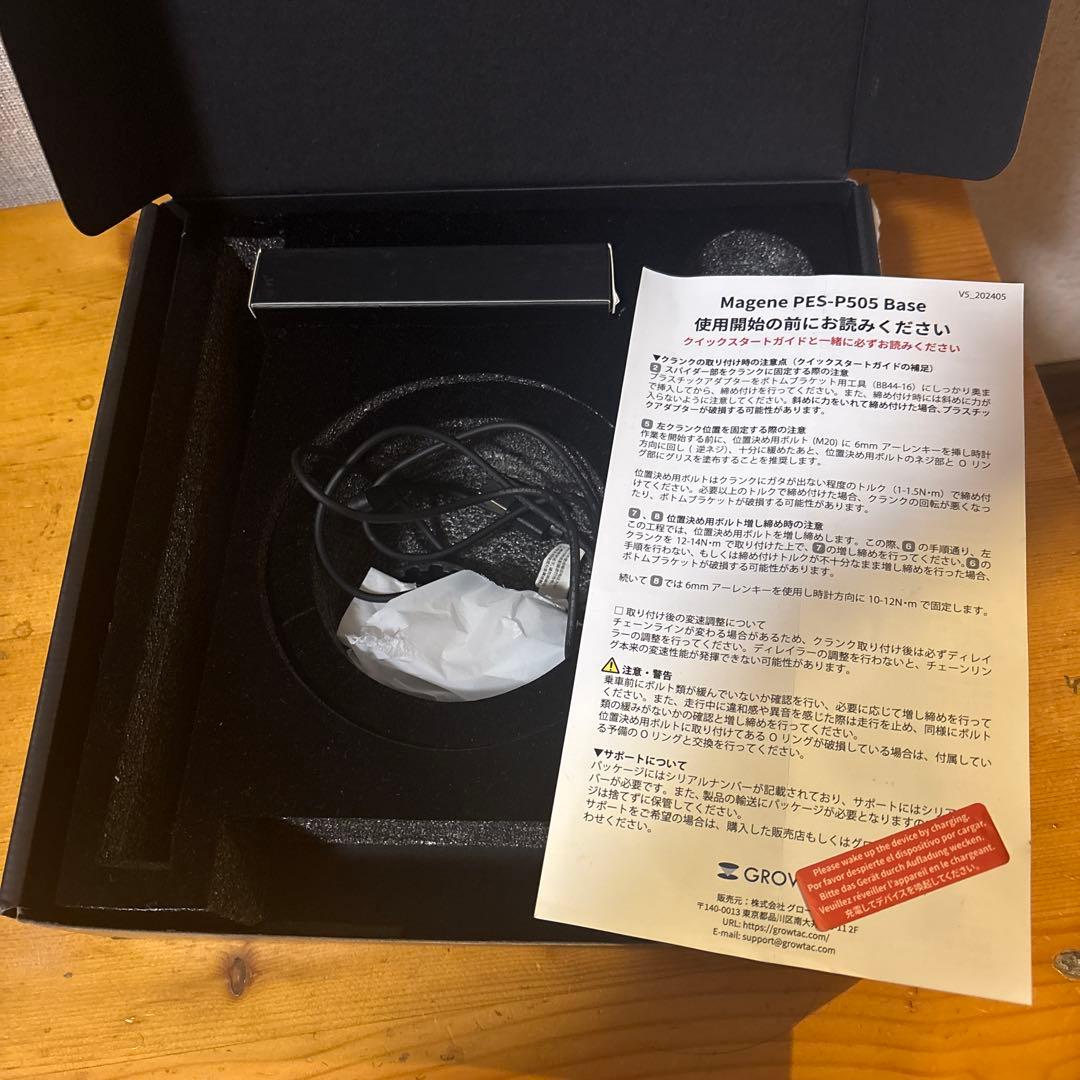 V5_202405
Magene PES-P505 Base
使用開始の前にお読みください
クイックスタートガイドと一緒に必ずお読みください
▼クランクの取り付け時の注意点（クイックスタートガイドの補足）
2 スパイダー部をクランクに固定する際の注意
プラスチックアダプターをボトムブラケット用工具（BB44-16）にしっかり奥ま
で挿入してから、締め付けを行ってください。また、締め付け時には斜めに力が
入らないように注意してください。斜めに力をいれて締め付けた場合、プラスチッ
クアダプターが破損する可能性があります。
5 左クランク位置を固定する際の注意
作業を開始する前に、位置決め用ボルト（M20）に 6mm アーレンキーを挿し時計
方向に回し（逆ネジ）、十分に緩めたあと、位置決め用ボルトのネジ部と O リン
グ部にグリスを塗布することを推奨します。
位置決め用ボルトはクランクにガタが出ない程度のトルク（1-1.5N・m）で締め付
けてください。必要以上のトルクで締め付けた場合、クランクの回転が悪くなっ
たり、ボトムブラケットが破損する可能性があります。
7、8 位置決め用ボルト増し締め時の注意
この工程では、位置決め用ボルトを増し締めします。この際、6 の手順通り、左
クランクを 12-14N・m で取り付けた上で、7 の増し締めを行ってください。6 の
手順を行わない、もしくは締め付けトルクが不十分なまま増し締めを行った場合、
ボトムブラケットが破損する可能性があります。
続いて 8 では 6mm アーレンキーを使用し時計方向に 10-12N・m で固定します。
□ 取り付け後の変速調整について
チェーンラインが変わる場合があるため、クランク取り付け後は必ずディレイ
ラーの調整を行ってください。ディレイラーの調整を行わないと、チェーンリン
グ本来の変速性能が発揮できない可能性があります。
注意・警告
乗車前にボルト類が緩んでいないか確認を行い、必要に応じて増し締めを行って
ください。また、走行中に違和感や異音を感じた際は走行を止め、同様にボルト
類の緩みがないかの確認と増し締めを行ってください。
位置決め用ボルトに取り付けてある O リングが破損している場合は、付属してい
る予備の O リングと交換を行ってください。
▼サポートについて
パッケージにはシリアルナンバーが記載されており、サポートにはシリア
バーが必要です。また、製品の輸送にパッケージが必要となりますの
ジは捨てずに保管してください。
サポートをご希望の場合は、購入した販売店もしくはグロ
わせください。
Please wake up the device by charging.
Por favor despierte el dispositivo por cargar.
Bitte das Gerät durch Aufladung wecken.
Veuillez réveiller l'appareil en le chargeant.
充電してデバイスを喚起してください。
GROW
販売元：株式会社 グロー
〒140-0013 東京都品川区南大 11 2F
URL: https://growtac.com/
E-mail: support@growtac.com